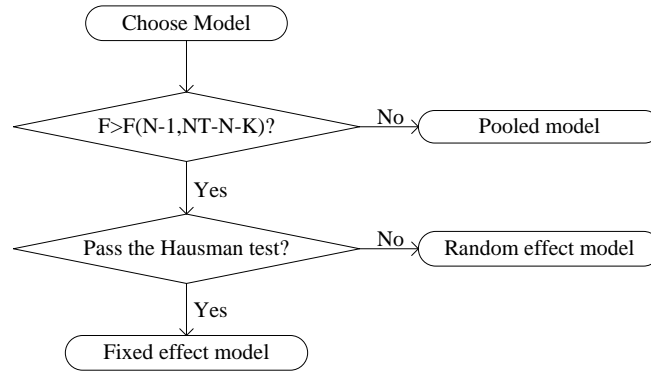 Choose Model
F>F(N-1,NT-N-K)?
No
Pooled model
Yes
Pass the Hausman test?
No
Random effect model
Yes
Fixed effect model